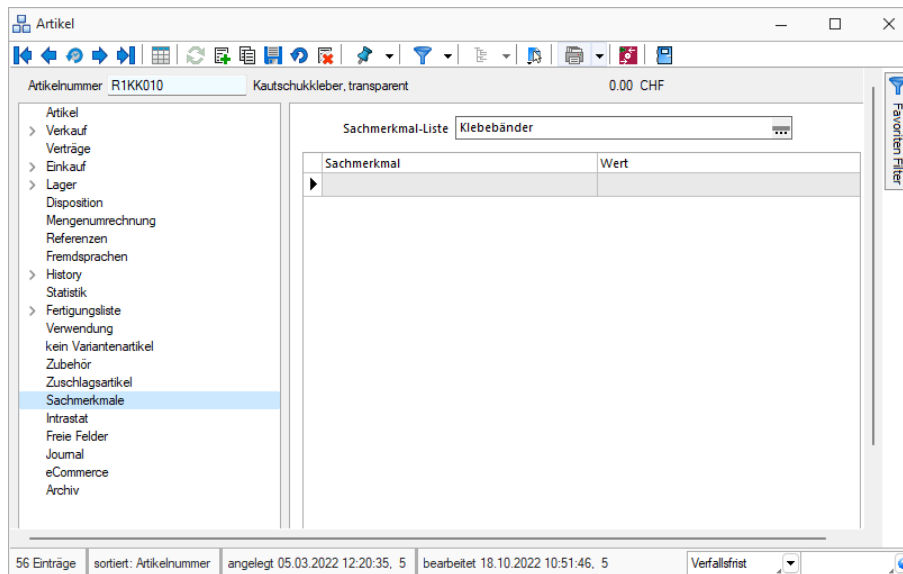 Artikel
Artikelnummer R1KK010 Kautschukkleber, transparent 0.00 CHF
Favoriten Filter
Artikel
Verkauf
Verträge
Einkauf
Lager
Disposition
Mengenumrechnung
Referenzen
Fremdsprachen
History
Statistik
Fertigungsliste
Verwendung
kein Variantenartikel
Zubehör
Zuschlagsartikel
Sachmerkmale
Intrastat
Freie Felder
Journal
eCommerce
Archiv
Sachmerkmal-Liste Klebebänder
Sachmerkmal Wert
56 Einträge sortiert: Artikelnummer angelegt 05.03.2022 12:20:35, 5 bearbeitet 18.10.2022 10:51:46, 5 Verfallsfrist